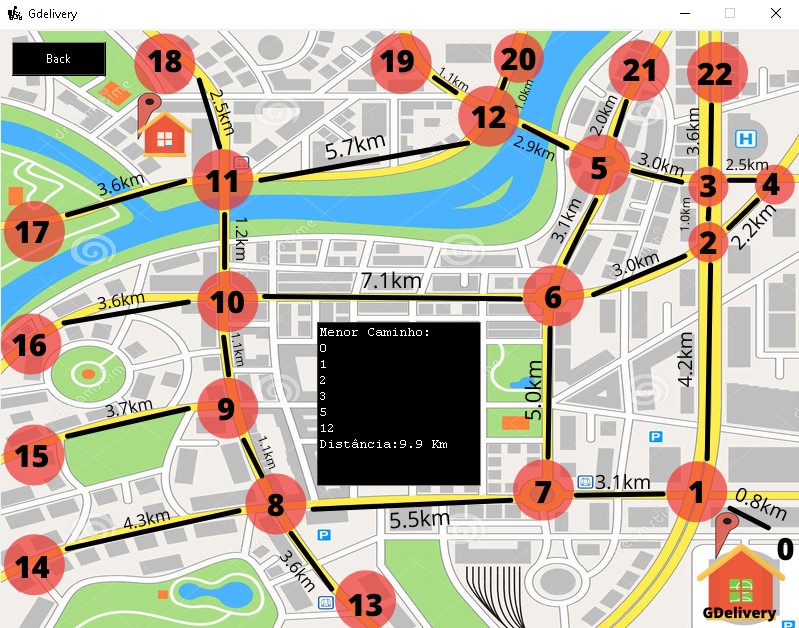 Gdelivery
Back
18
19
20
21
22
2.5km
1.1km
1.0km
12
2.0km
3.6km
H
5.7km
2.9km
5
3.0km
2.5km
3.6km
11
3
4
17
1.2km
3.1km
1.0km
2
2.2km
7.1km
3.0km
3.6km
10
6
16
1.1km
Menor Caminho:
0
1
2
3
5
12
Distância:9.9 Km
5.0km
4.2km
3.7km
9
15
P
1.1km
8
7
3.1km
1
0.8km
4.3km
5.5km
P
0
14
3.6km
13
GDelivery
P